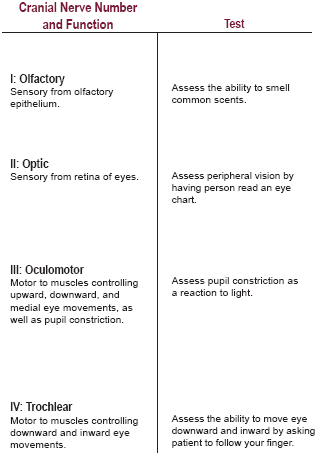 Cranial Nerve Number
and Function
Test
I: Olfactory
Sensory from olfactory
epithelium.
Assess the ability to smell
common scents.
II: Optic
Sensory from retina of eyes.
Assess peripheral vision by
having person read an eye
chart.
III: Oculomotor
Motor to muscles controlling
upward, downward, and
medial eye movements, as
well as pupil constriction.
Assess pupil constriction as
a reaction to light.
IV: Trochlear
Motor to muscles controlling
downward and inward eye
movements.
Assess the ability to move eye
downward and inward by asking
patient to follow your finger.